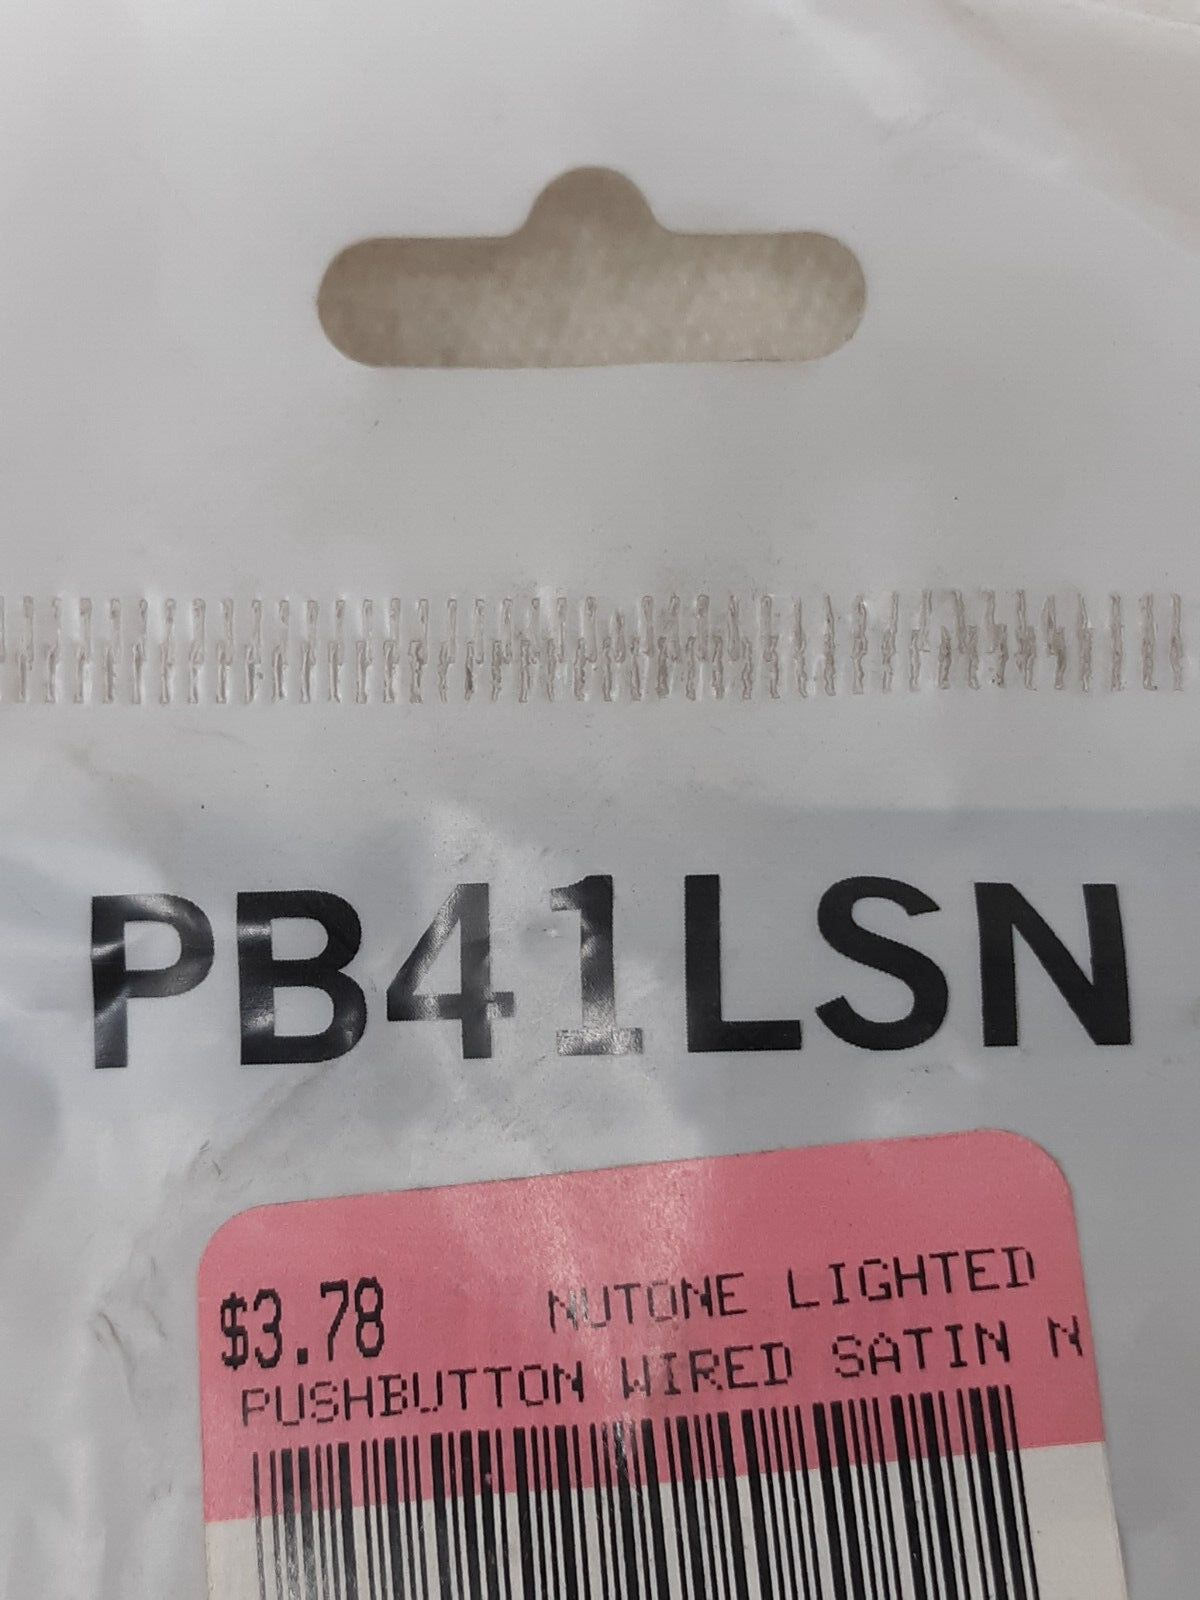 PB41LSN
$3.78 NUTONE LIGHTED
PUSHBUTTON WIRED SATIN N